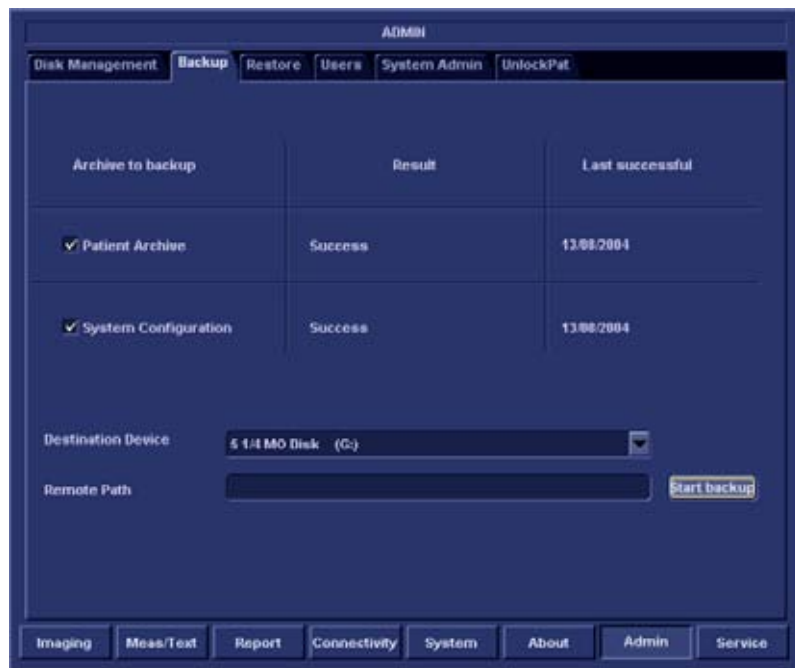 ADMIN
Disk Management Backup Restore Users System Admin UnlockPat
Archive to backup Result Last successful
Patient Archive Success 13/08/2004
System Configuration Success 13/08/2004
Destination Device 5 1/4 MO Disk (G:)
Remote Path Start backup
Imaging Meas/Text Report Connectivity System About Admin Service